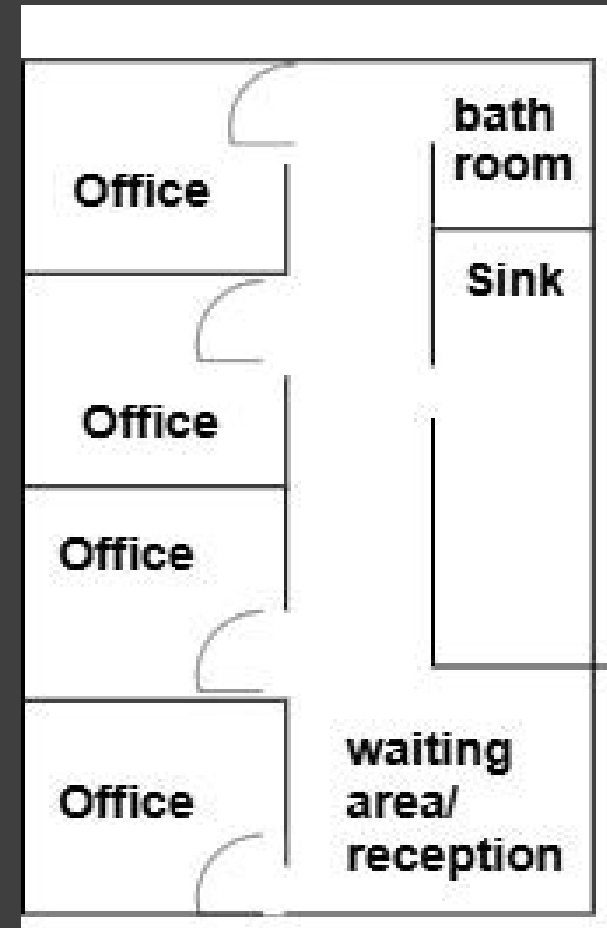 bath
room
Office
Sink
Office
Office
waiting
area/
reception
Office